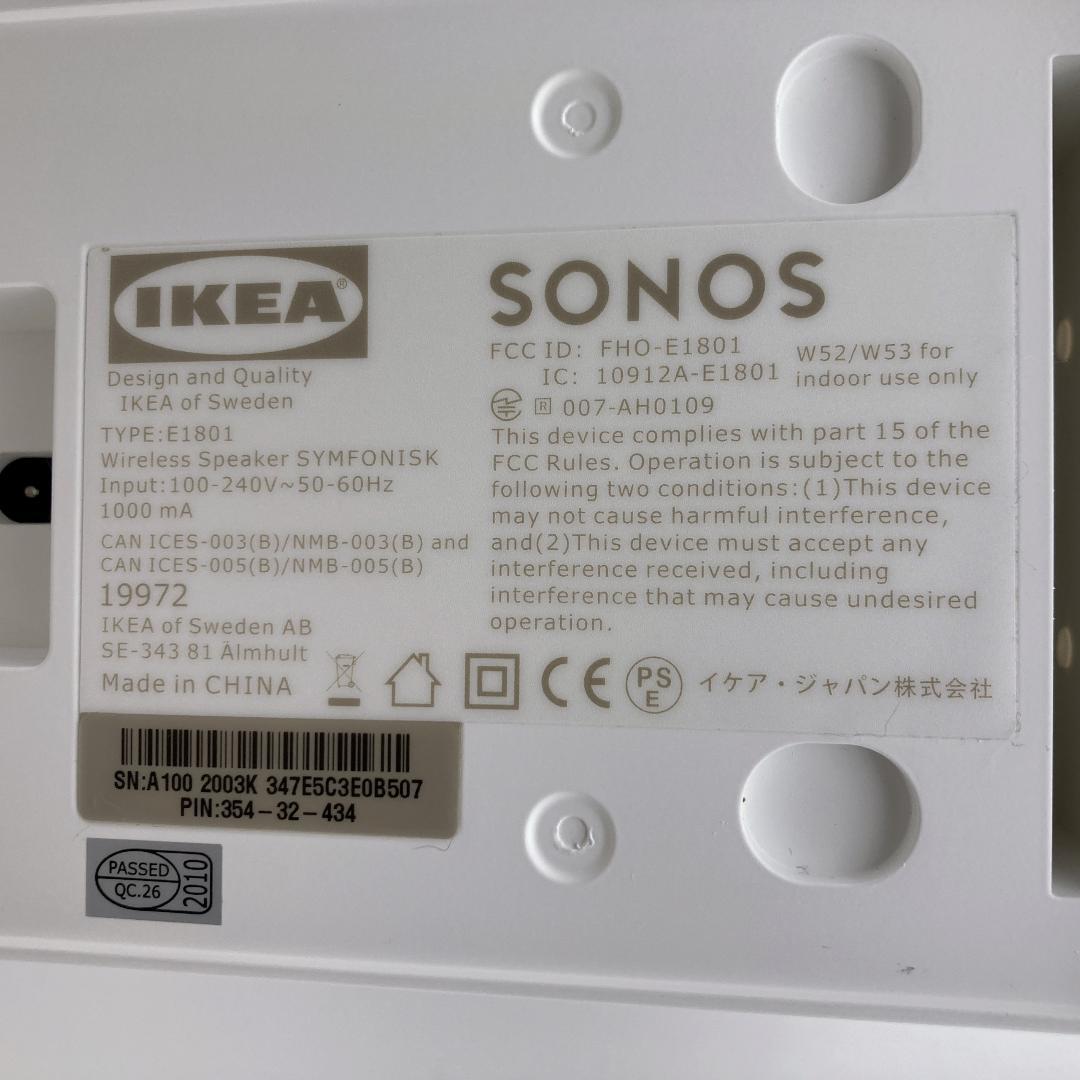 IKEA®
Design and Quality
IKEA of Sweden
TYPE:E1801
Wireless Speaker SYMFONISK
Input:100-240V~50-60Hz
1000 mA
CAN ICES-003(B)/NMB-003(B) and
CAN ICES-005(B)/NMB-005(B)
19972
IKEA of Sweden AB
SE-343 81 Älmhult
Made in CHINA
SONOS
FCC ID: FHO-E1801
IC: 10912A-E1801
W52/W53 for
indoor use only
R 007-AH0109
This device complies with part 15 of the
FCC Rules. Operation is subject to the
following two conditions:(1)This device
may not cause harmful interference,
and(2)This device must accept any
interference received, including
interference that may cause undesired
operation.
CE
PS
E
イケア・ジャパン株式会社
SN:A100 2003K 347E5C3E0B507
PIN:354-32-434
PASSED
QC.26
2010